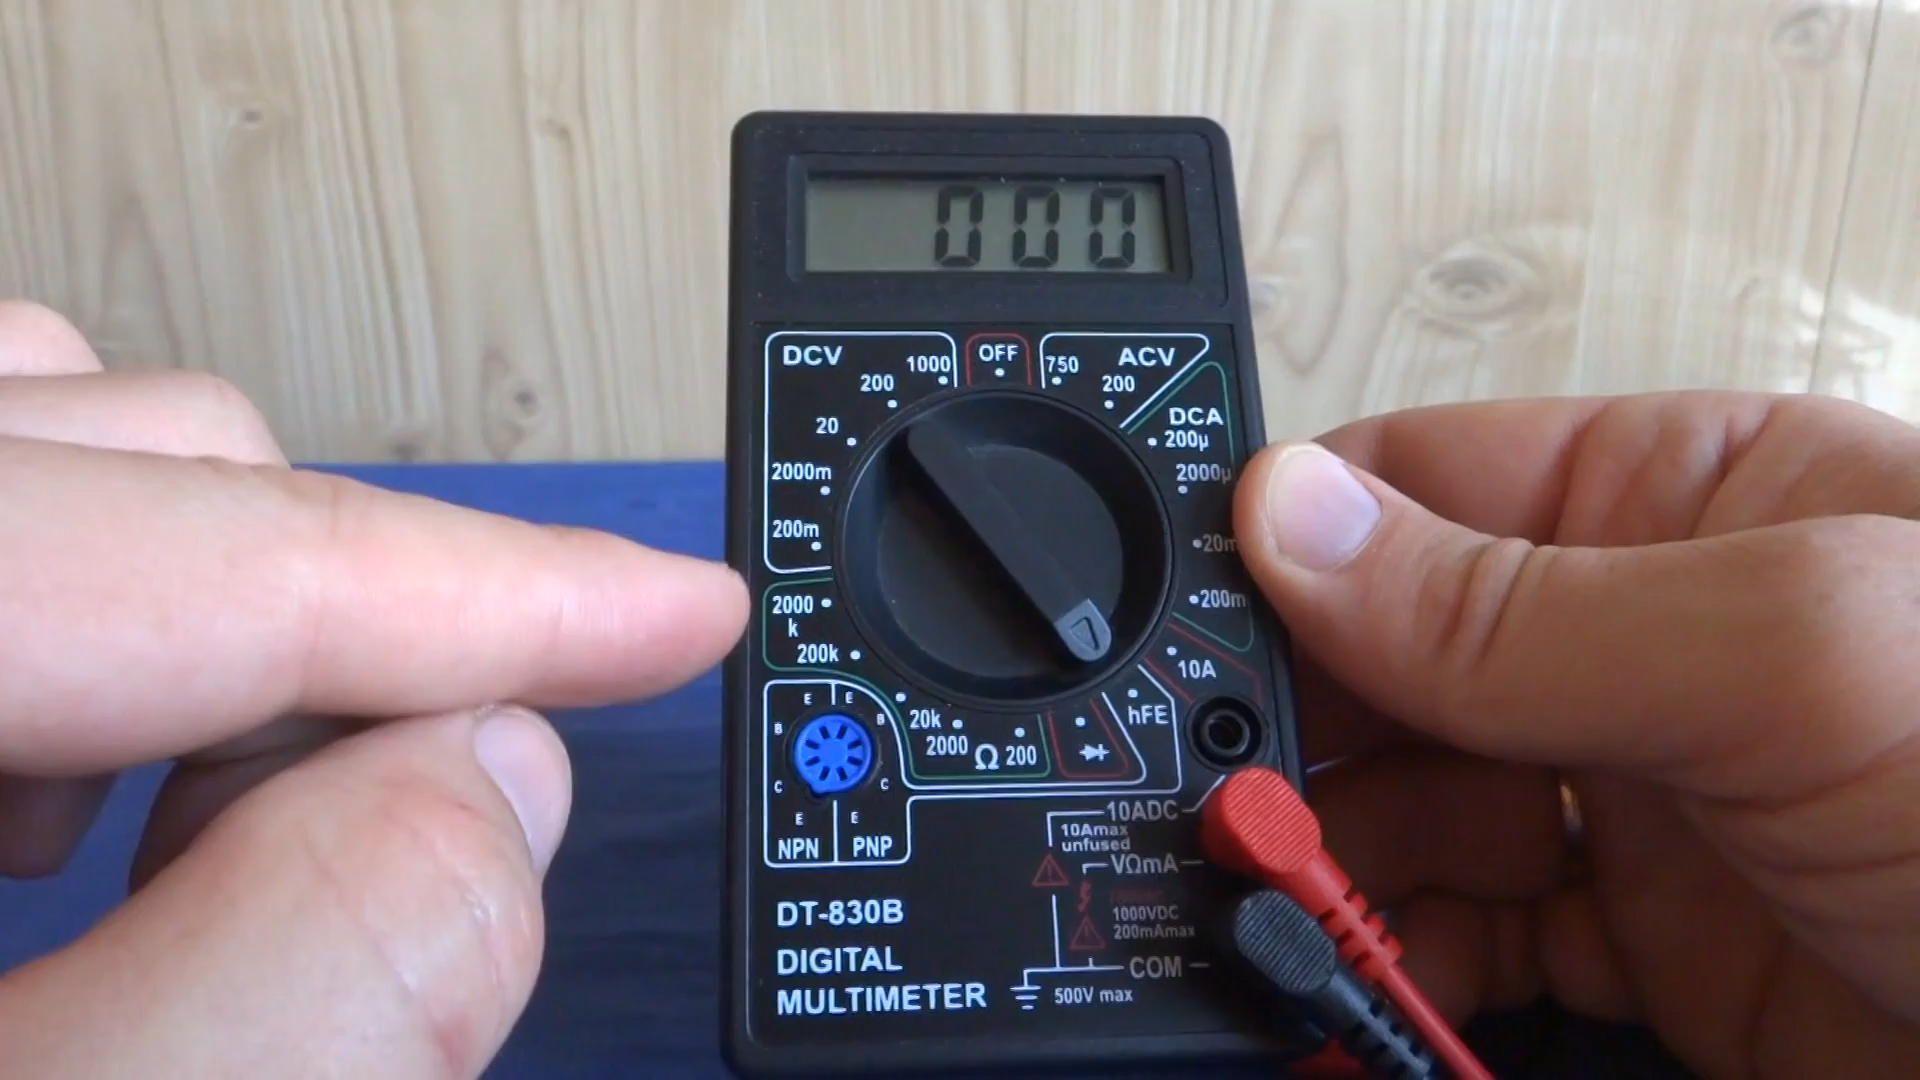 000
DCV
1000
OFF
750
ACV
200
200
DCA
20
200µ
2000m
2000µ
200m
20m
2000
k
200m
200k
10A
E
E
B
B
20k
hFE
2000
Ω
200
C
C
10ADC
E
E
10Amax
unfused
NPN
PNP
VΩmA
DT-830B
1000VDC
200mAmax
DIGITAL
COM
MULTIMETER
500V max